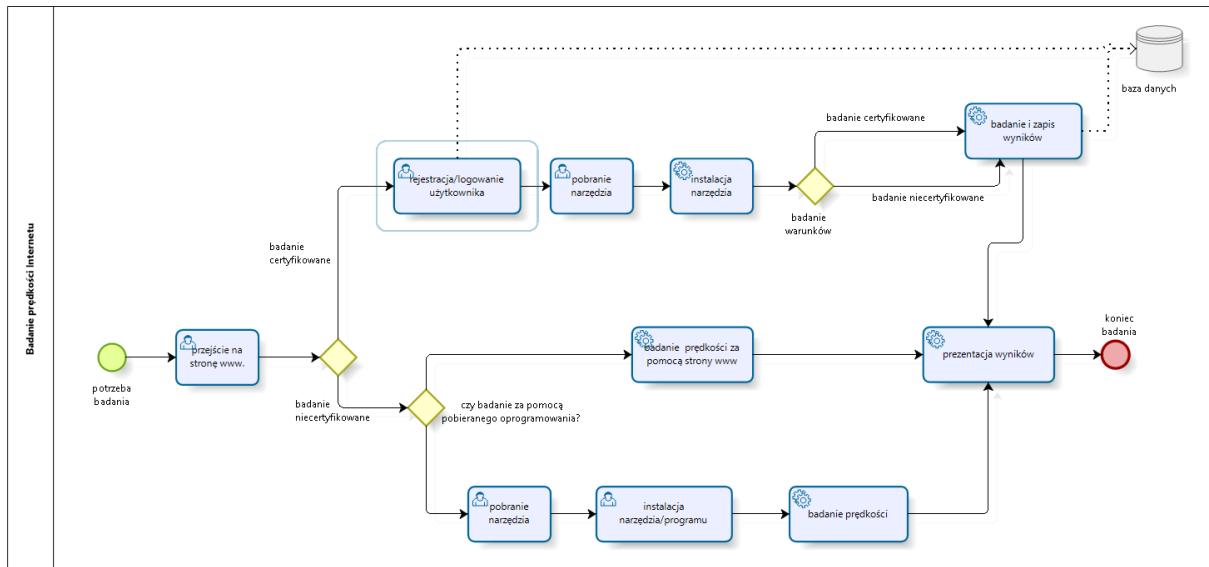 Badanie prędkości Internetu
baza danych
badanie certyfikowane
badanie i zapis
wyników
rejestracja/logowanie
użytkownika
pobranie
narzędzia
instalacja
narzędzia
badanie
warunków
badanie niecertyfikowane
badanie
certyfikowane
potrzeba
badania
przejście na
stronę www.
badanie
niecertyfikowane
czy badanie za pomocą
pobieranego oprogramowania?
badanie prędkości za
pomocą strony www
prezentacja wyników
koniec
badania
pobranie
narzędzia
instalacja
narzędzia/programu
badanie prędkości